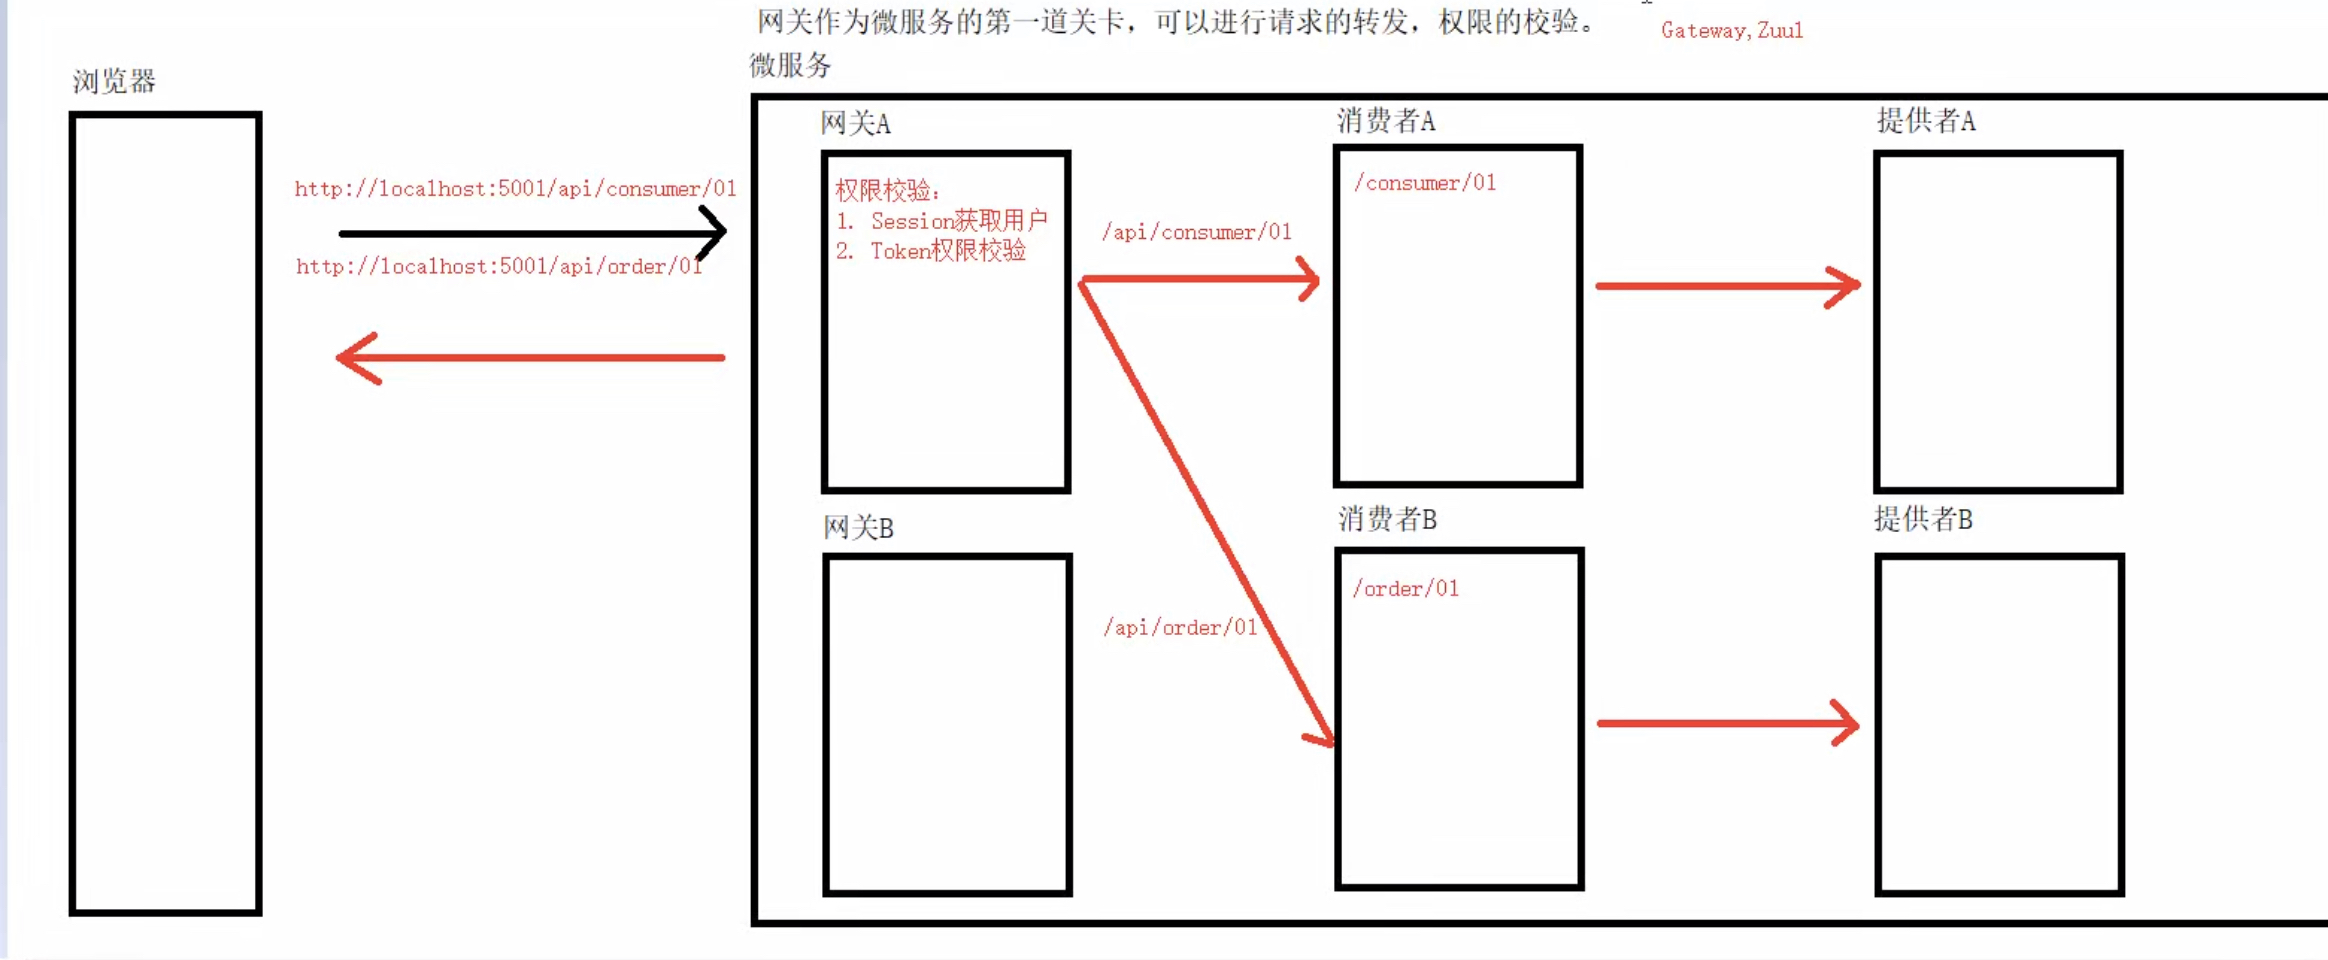 网关作为微服务的第一道关卡，可以进行请求的转发，权限的校验。
Gateway,Zuul
微服务
浏览器
http://localhost:5001/api/consumer/01
http://localhost:5001/api/order/01
网关A
权限校验：
1. Session获取用户
2. Token权限校验
/api/consumer/01
消费者A
/consumer/01
提供者A
网关B
/api/order/01
消费者B
/order/01
提供者B